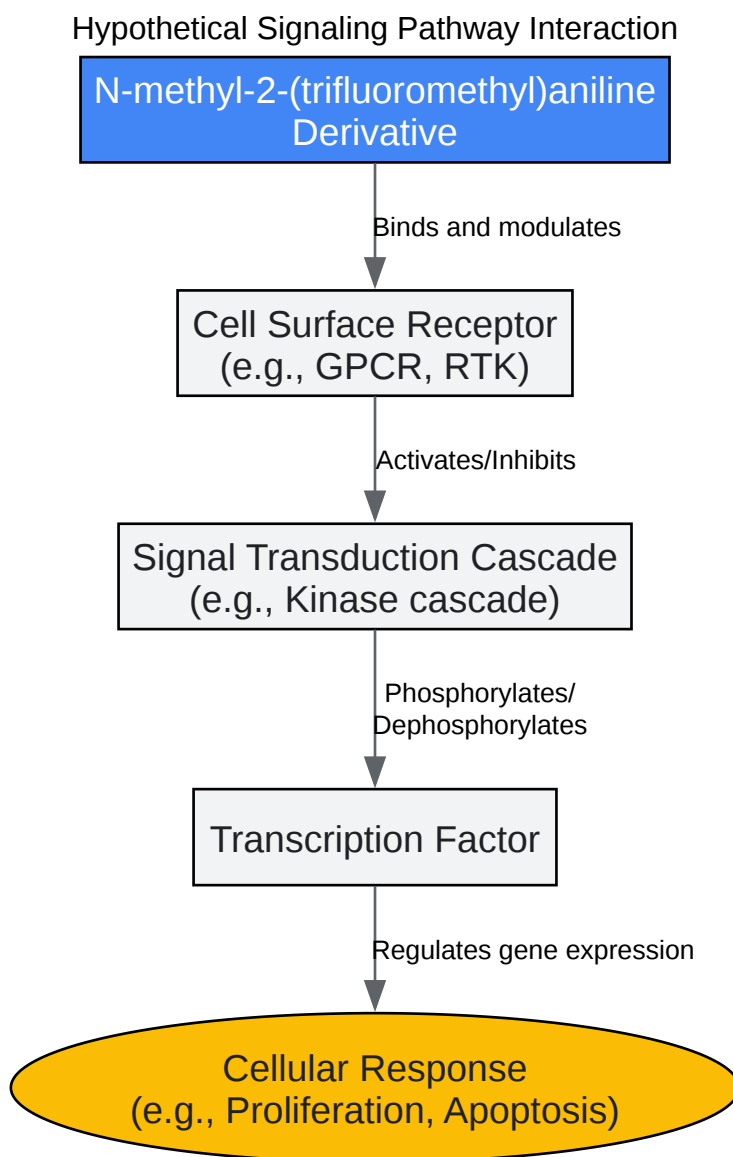 Hypothetical Signaling Pathway Interaction
N-methyl-2-(trifluoromethyl)aniline
Derivative
Binds and modulates
Cell Surface Receptor
(e.g., GPCR, RTK)
Activates/Inhibits
Signal Transduction Cascade
(e.g., Kinase cascade)
Phosphorylates/
Dephosphorylates
Transcription Factor
Regulates gene expression
Cellular Response
(e.g., Proliferation, Apoptosis)